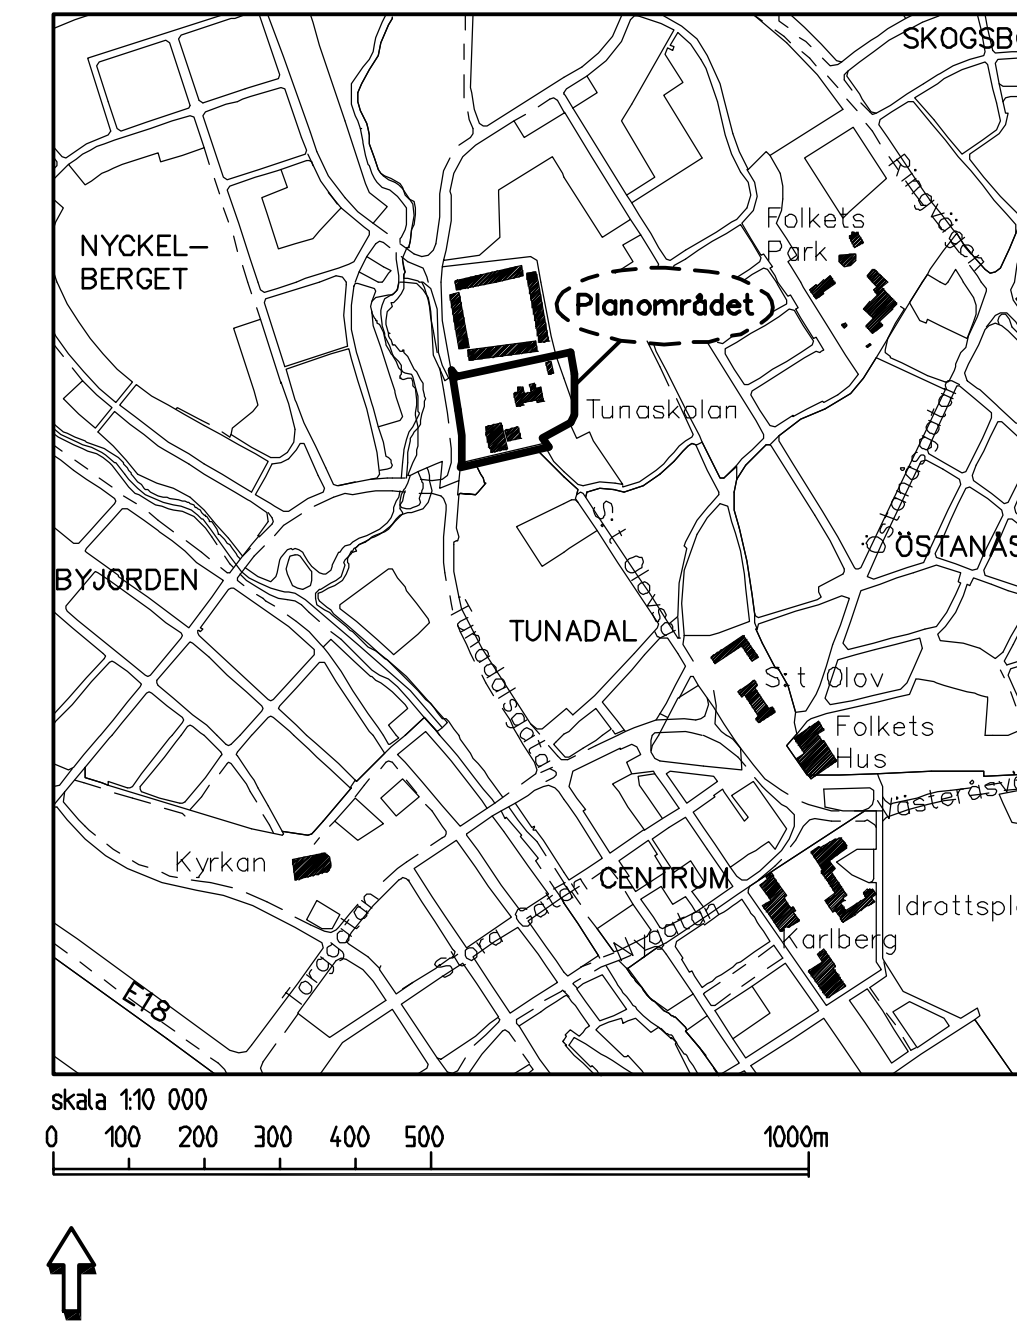 SKOGSB
Ringvägen
Folkets
Park
NYCKEL-
BERGET
Planområdet
Tunaskolan
Östanåsgatan
S:t Olovsg
ÖSTANÅS
BYJORDEN
TUNADAL
Tunadalsgatan
S:t Olov
Folkets
Hus
Västeråsv
Kyrkan
CENTRUM
Torggatan
Stora Gatan
Nygatan
Idrottspl
Karlberg
E18
skala 1:10 000
0 100 200 300 400 500 1000m